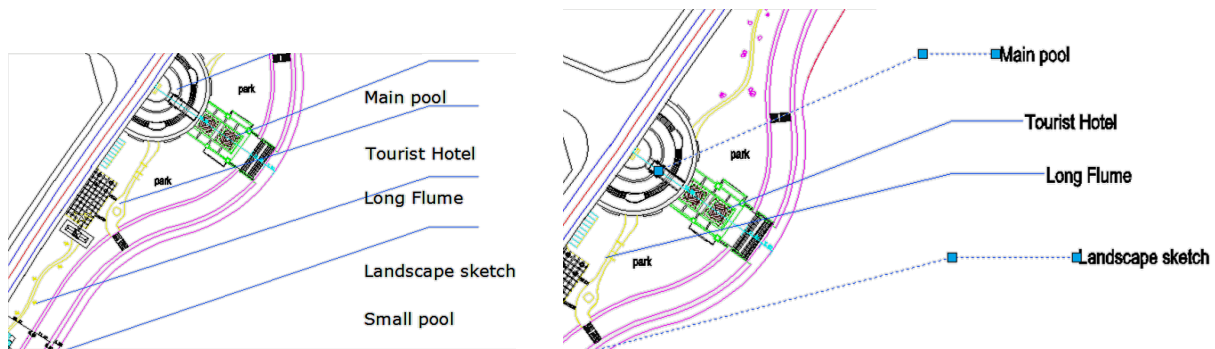 park
Main pool
Tourist Hotel
park
Long Flume
Landscape sketch
Small pool
Main pool
Tourist Hotel
park
Long Flume
park
Landscape sketch